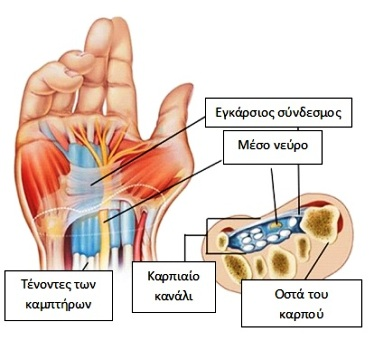 Εγκάρσιος σύνδεσμος
Μέσο νεύρο
Τένοντες των
καμπτήρων
Καρπιαίο
κανάλι
Οστά του
καρπού